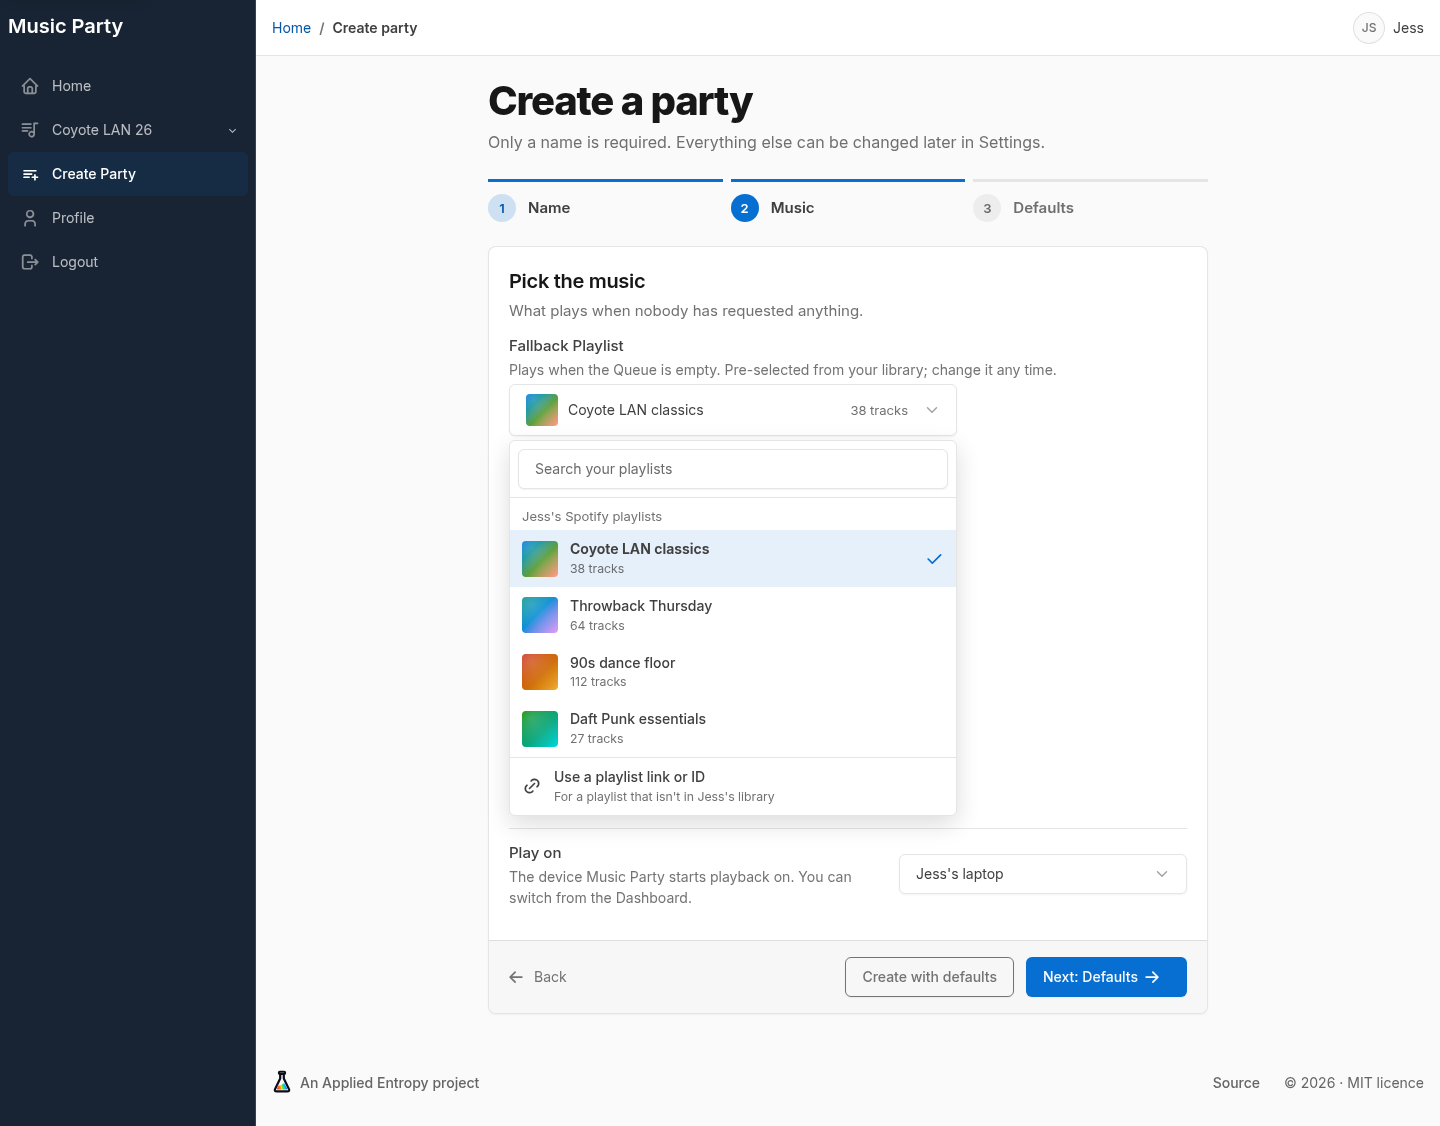 Music Party
Home
Coyote LAN 26
Create Party
Profile
Logout
Home / Create party
JS Jess
Create a party
Only a name is required. Everything else can be changed later in Settings.
1 Name
2 Music
3 Defaults
Pick the music
What plays when nobody has requested anything.
Fallback Playlist
Plays when the Queue is empty. Pre-selected from your library; change it any time.
Coyote LAN classics 38 tracks
Search your playlists
Jess's Spotify playlists
Coyote LAN classics
38 tracks
Throwback Thursday
64 tracks
90s dance floor
112 tracks
Daft Punk essentials
27 tracks
Use a playlist link or ID
For a playlist that isn't in Jess's library
Play on
The device Music Party starts playback on. You can
switch from the Dashboard.
Jess's laptop
Back
Create with defaults
Next: Defaults
An Applied Entropy project
Source
© 2026 · MIT licence